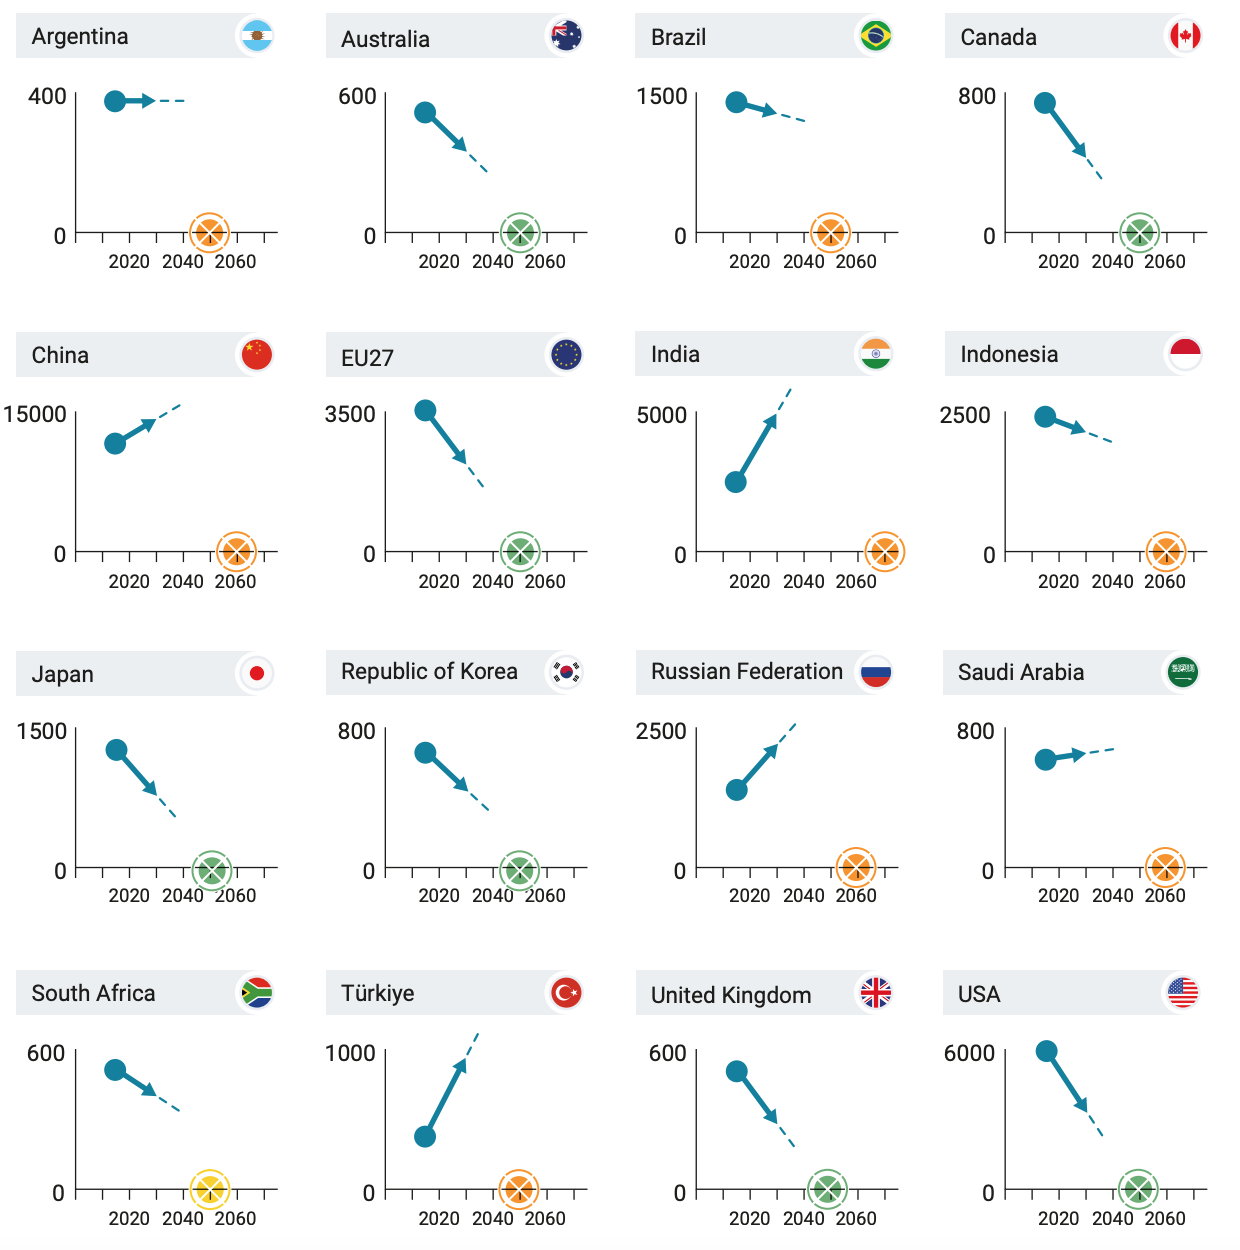 Argentina
400
0
2020 2040 2060
Australia
600
0
2020 2040 2060
Brazil
1500
0
2020 2040 2060
Canada
800
0
2020 2040 2060
China
15000
0
2020 2040 2060
EU27
3500
0
2020 2040 2060
India
5000
0
2020 2040 2060
Indonesia
2500
0
2020 2040 2060
Japan
1500
0
2020 2040 2060
Republic of Korea
800
0
2020 2040 2060
Russian Federation
2500
0
2020 2040 2060
Saudi Arabia
800
0
2020 2040 2060
South Africa
600
0
2020 2040 2060
Türkiye
1000
0
2020 2040 2060
United Kingdom
600
0
2020 2040 2060
USA
6000
0
2020 2040 2060